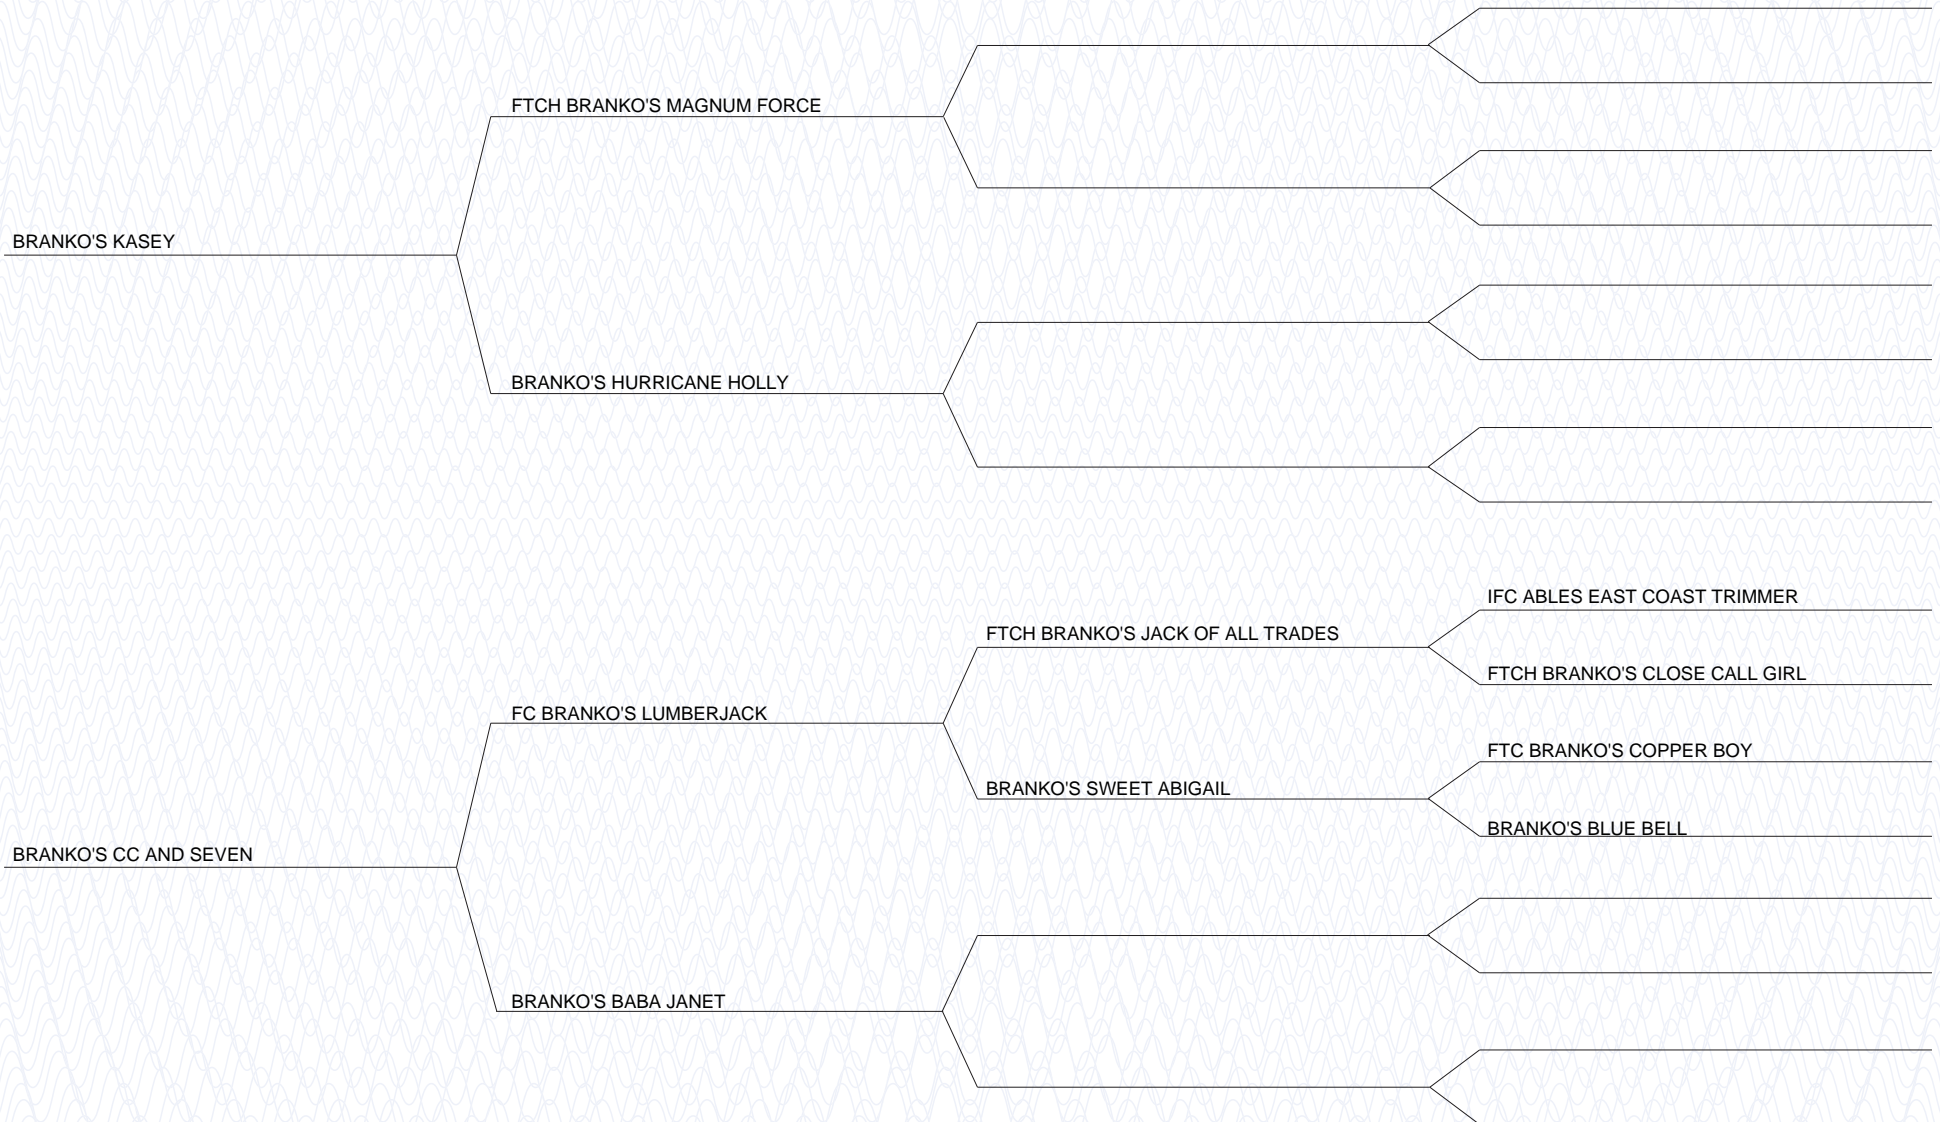 FTCH BRANKO'S MAGNUM FORCE
BRANKO'S KASEY
BRANKO'S HURRICANE HOLLY
IFC ABLES EAST COAST TRIMMER
FTCH BRANKO'S JACK OF ALL TRADES
FTCH BRANKO'S CLOSE CALL GIRL
FC BRANKO'S LUMBERJACK
FTC BRANKO'S COPPER BOY
BRANKO'S SWEET ABIGAIL
BRANKO'S BLUE BELL
BRANKO'S CC AND SEVEN
BRANKO'S BABA JANET